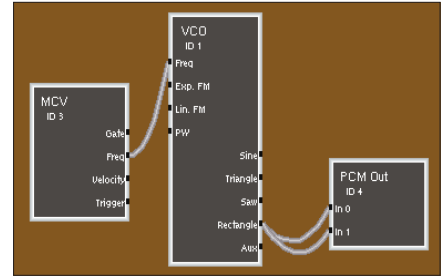 MCV
ID 3
Gate
Freq
Velocity
Trigger
VCO
ID 1
Freq
Exp. FM
Lin. FM
PW
Sine
Triangle
Saw
Rectangle
Aux
PCM Out
ID 4
In 0
In 1